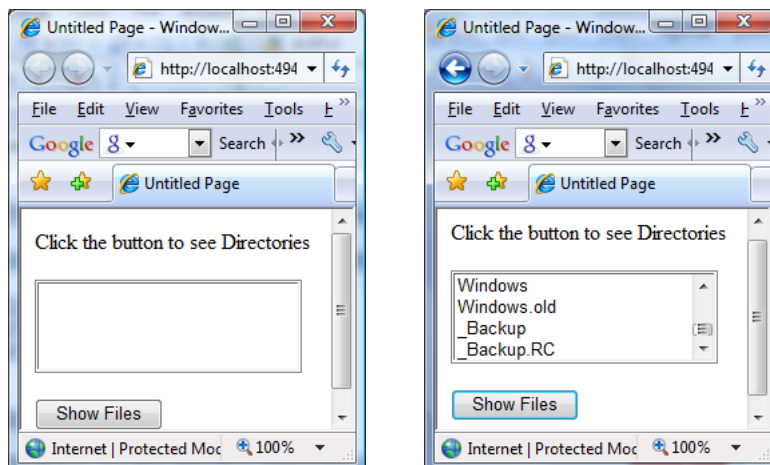 Untitled Page - Window...
http://localhost:494
File Edit View Favorites Tools H »
Google g Search »
Untitled Page
Click the button to see Directories
Show Files
Internet | Protected Moc 100%
Untitled Page - Window...
http://localhost:494
File Edit View Favorites Tools H »
Google g Search »
Untitled Page
Click the button to see Directories
Windows
Windows.old
_Backup
_Backup.RC
Show Files
Internet | Protected Moc 100%